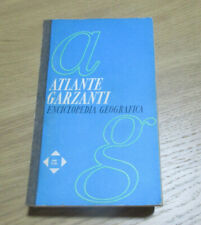 a
ATLANTE
GARZANTI
ENCICLOPEDIA GEOGRAFICA
g